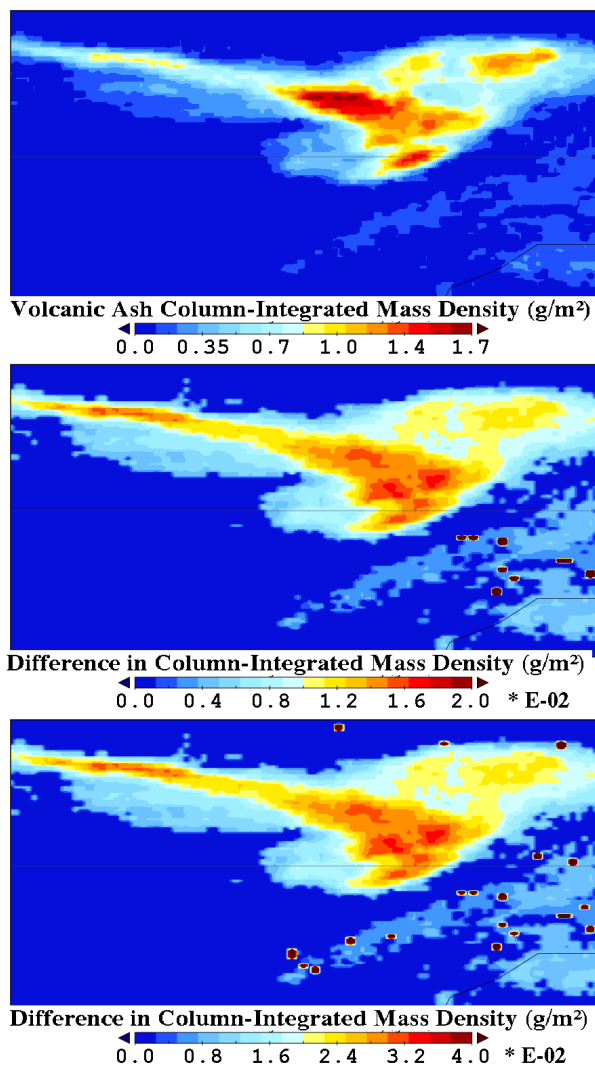 Volcanic Ash Column-Integrated Mass Density (g/m²)
0.0 0.35 0.7 1.0 1.4 1.7
Difference in Column-Integrated Mass Density (g/m²)
0.0 0.4 0.8 1.2 1.6 2.0 * E-02
Difference in Column-Integrated Mass Density (g/m²)
0.0 0.8 1.6 2.4 3.2 4.0 * E-02